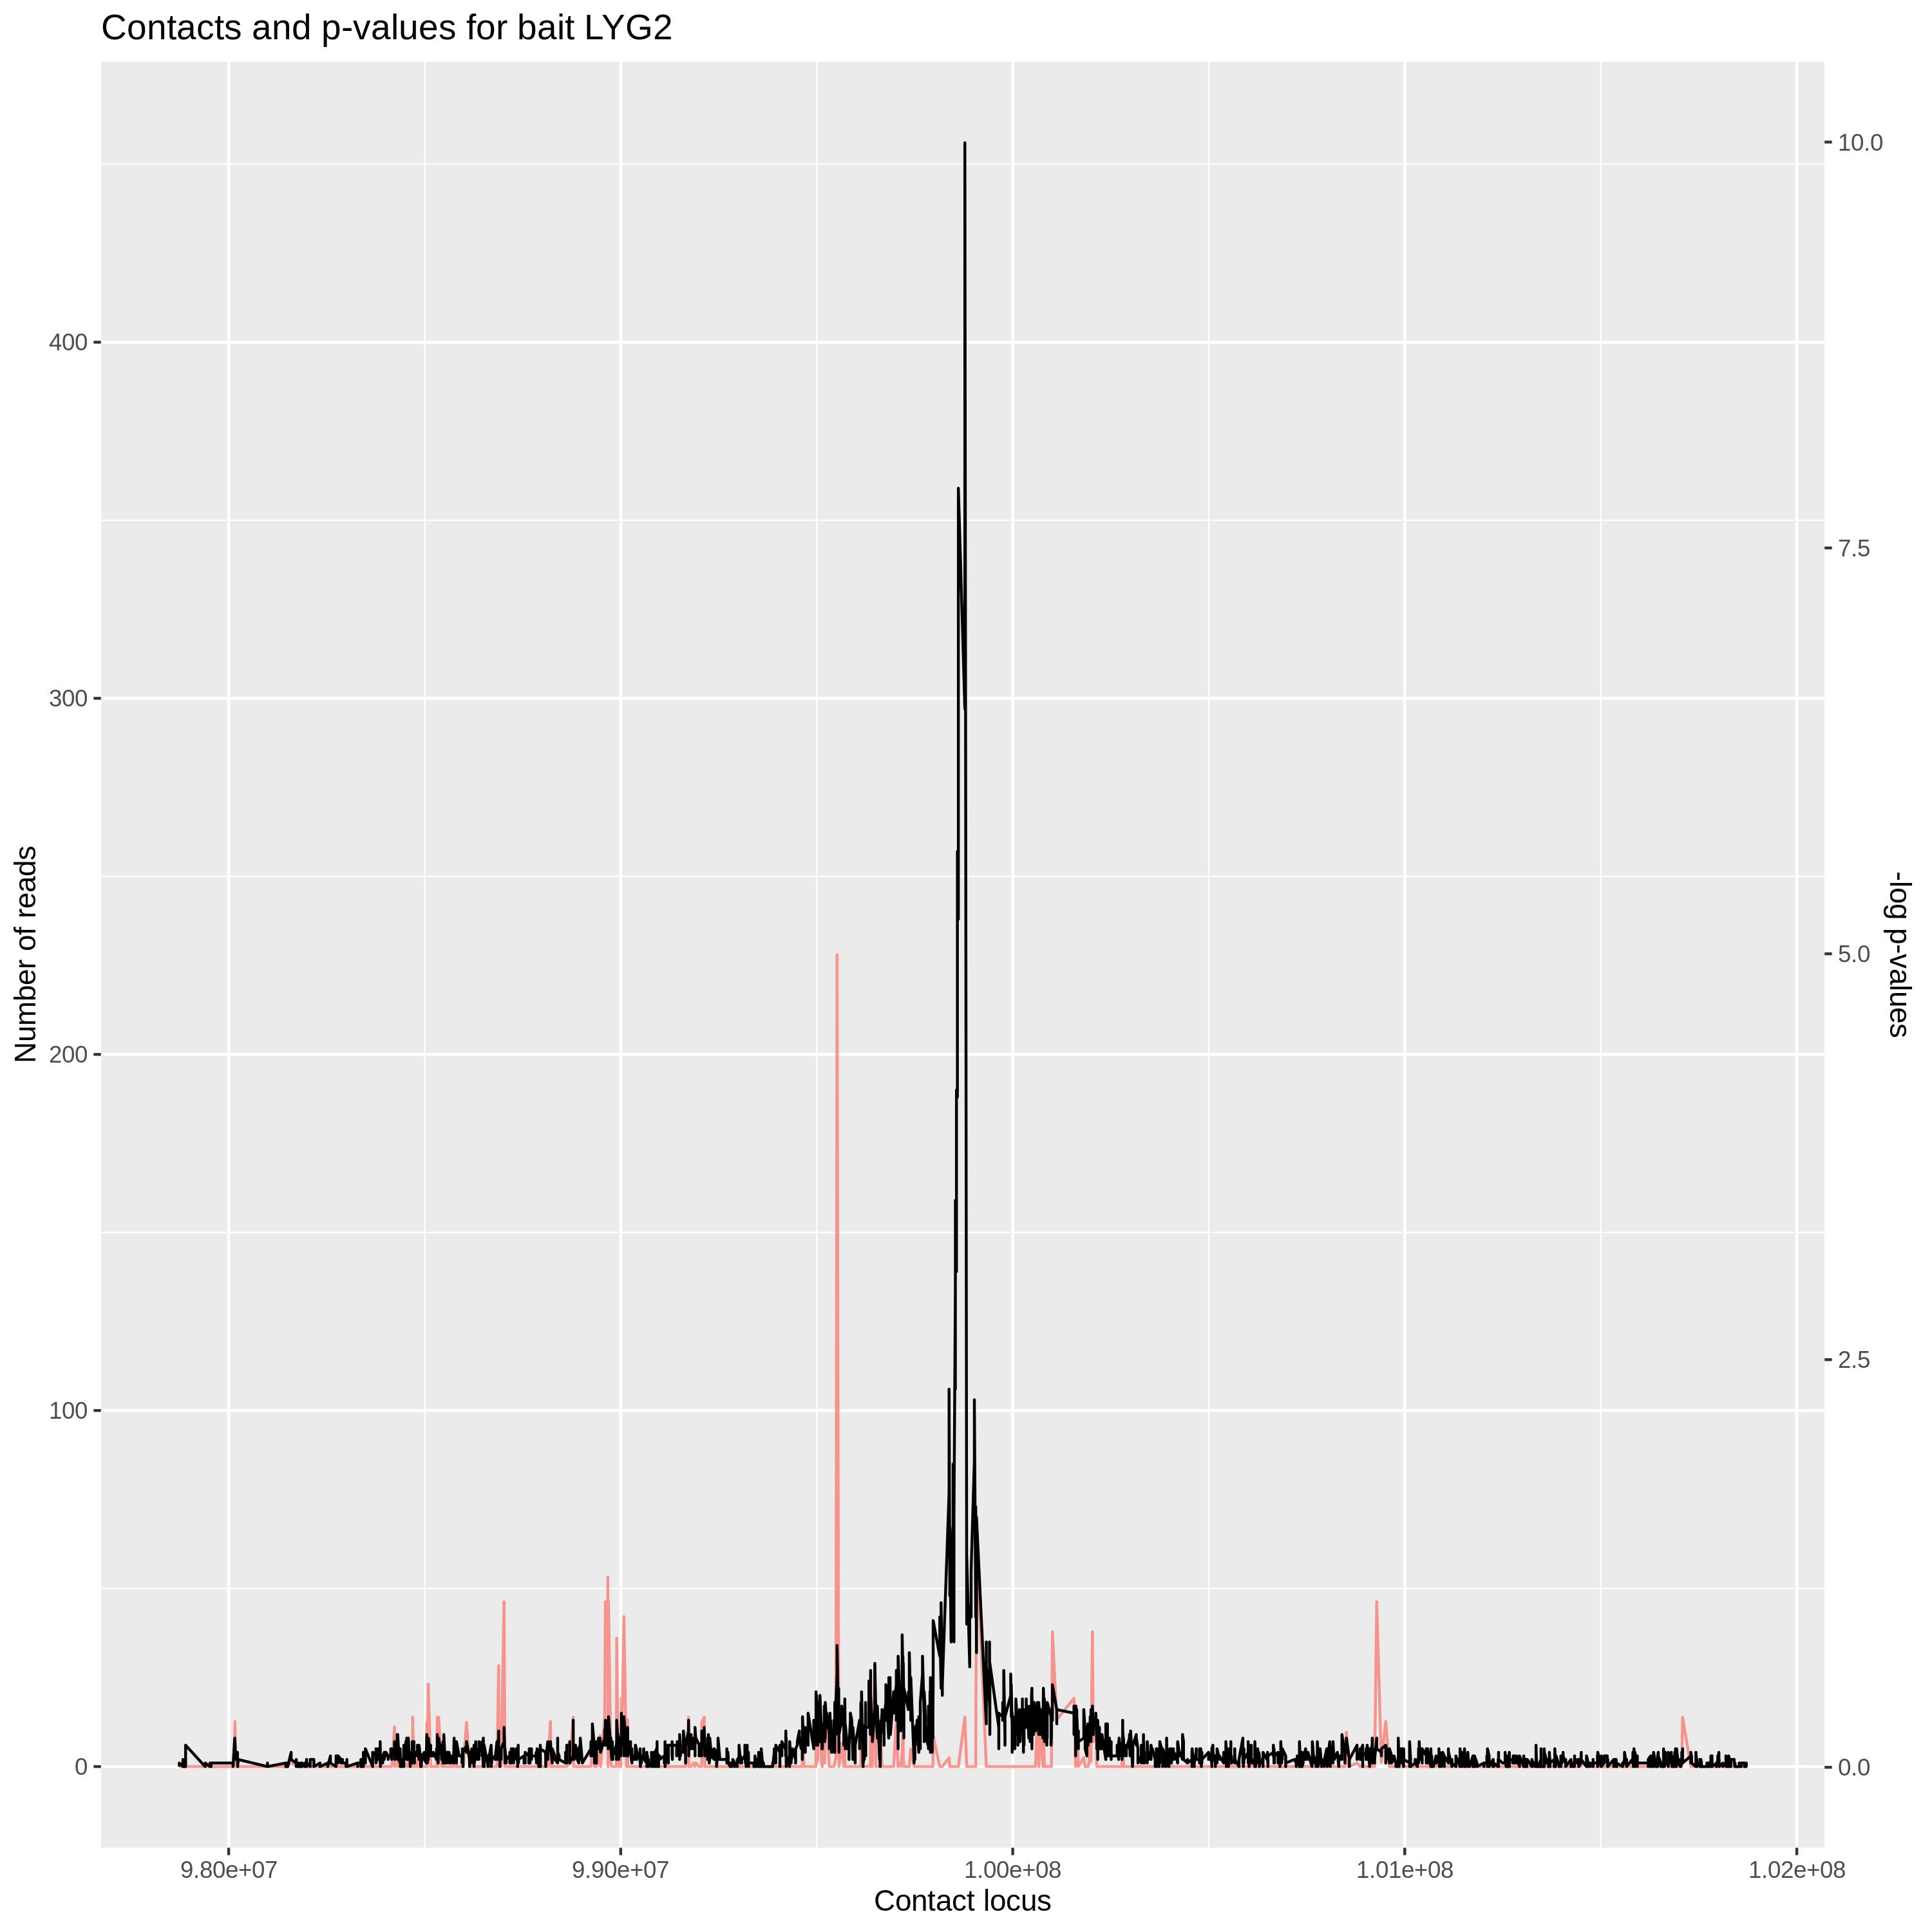 Contacts and p-values for bait LYG2
Number of reads
400
300
200
100
0
10.0
7.5
5.0
2.5
0.0
-log p-values
9.80e+07
9.90e+07
1.00e+08
1.01e+08
1.02e+08
Contact locus